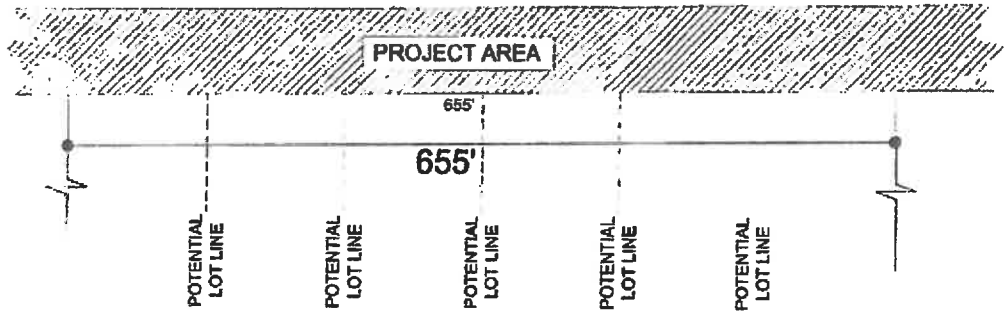 PROJECT AREA
655'
655'
POTENTIAL
LOT LINE
POTENTIAL
LOT LINE
POTENTIAL
LOT LINE
POTENTIAL
LOT LINE
POTENTIAL
LOT LINE